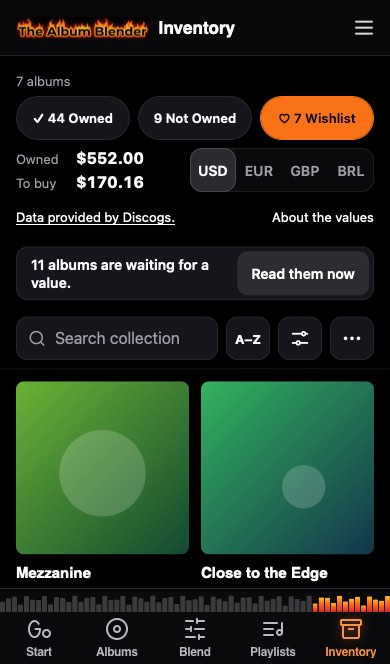 The Album Blender Inventory
7 albums
✓ 44 Owned
9 Not Owned
♡ 7 Wishlist
Owned $552.00
To buy $170.16
USD EUR GBP BRL
Data provided by Discogs.
About the values
11 albums are waiting for a
value.
Read them now
Search collection
A–Z
Mezzanine
Close to the Edge
Go
Start
Albums
Blend
Playlists
Inventory